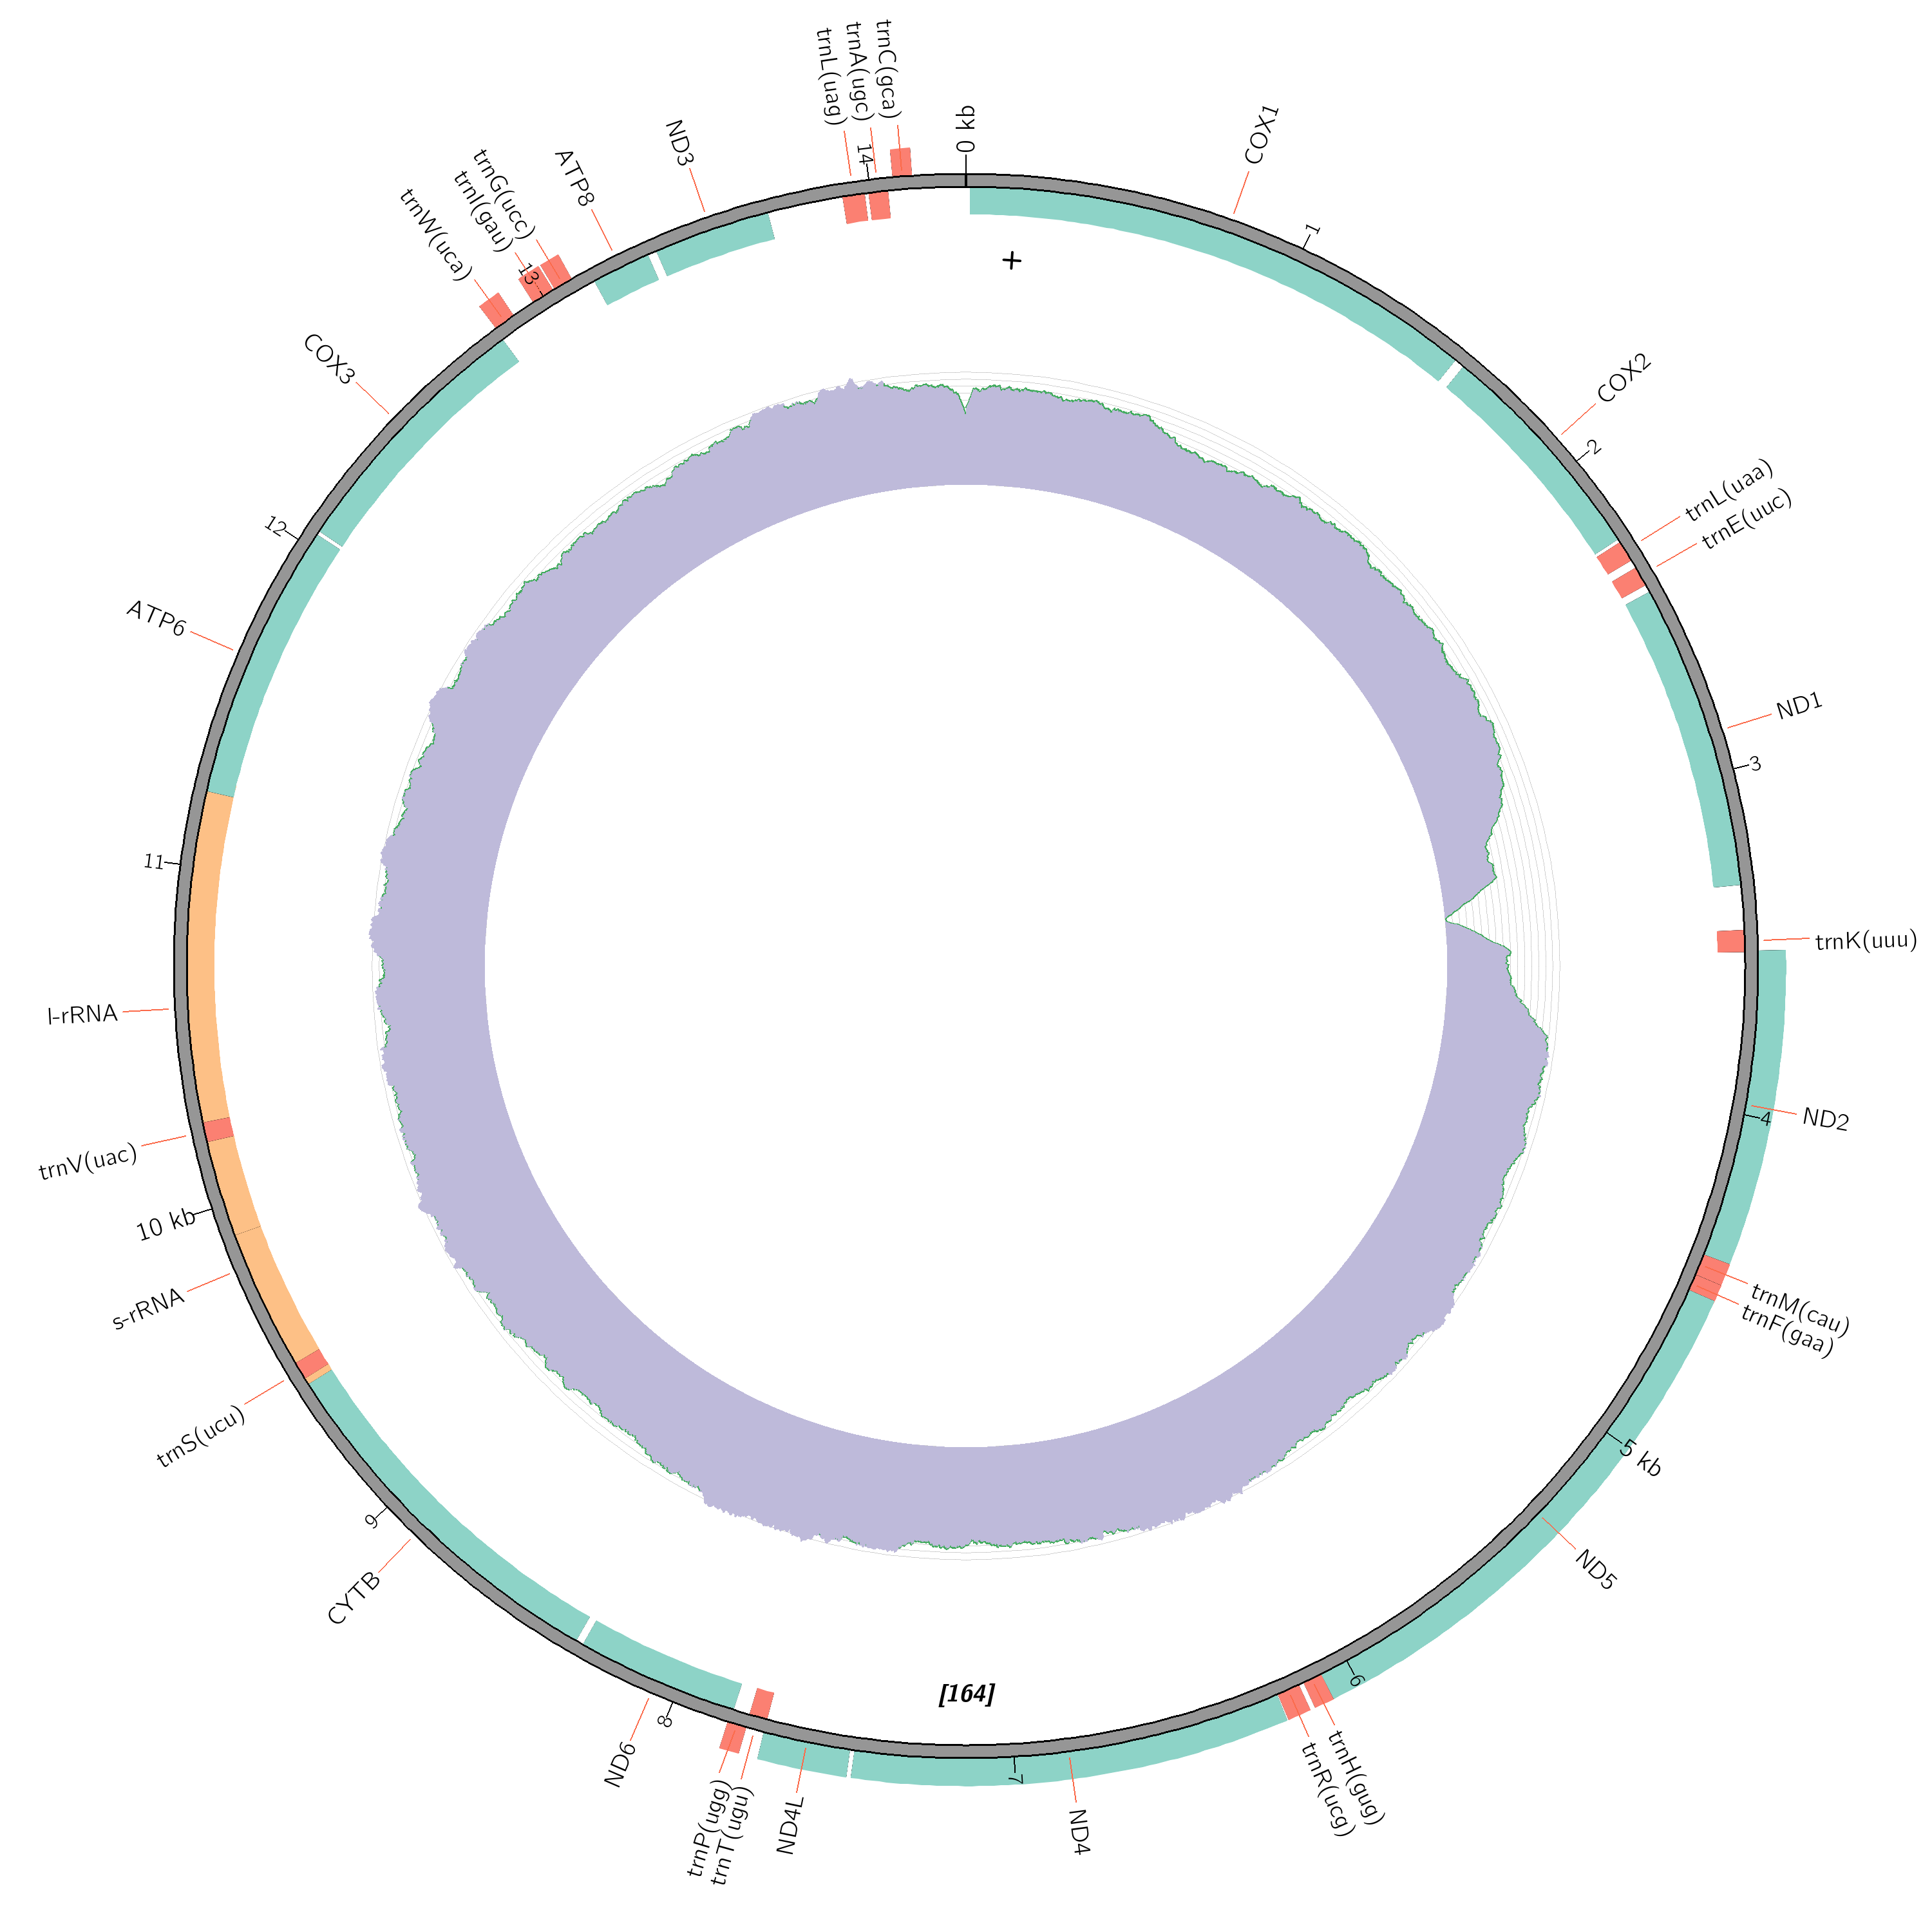 0 kb
COX1
1
COX2
2
trnL(uaa)
trnE(uuc)
ND1
3
trnK(uuu)
ND2
4
trnM(cau)
trnF(gaa)
5 kb
ND5
6
trnH(gug)
trnR(ucg)
ND4
7
ND4L
trnT(ugu)
trnP(ugg)
8
ND6
CYTB
9
trnS(ucu)
s-rRNA
10 kb
trnV(uac)
l-rRNA
11
ATP6
12
COX3
trnW(uca)
trnI(gau)
13
trnG(ucc)
ATP8
ND3
trnL(uag)
14
trnA(ugc)
trnC(gca)
+
[164]